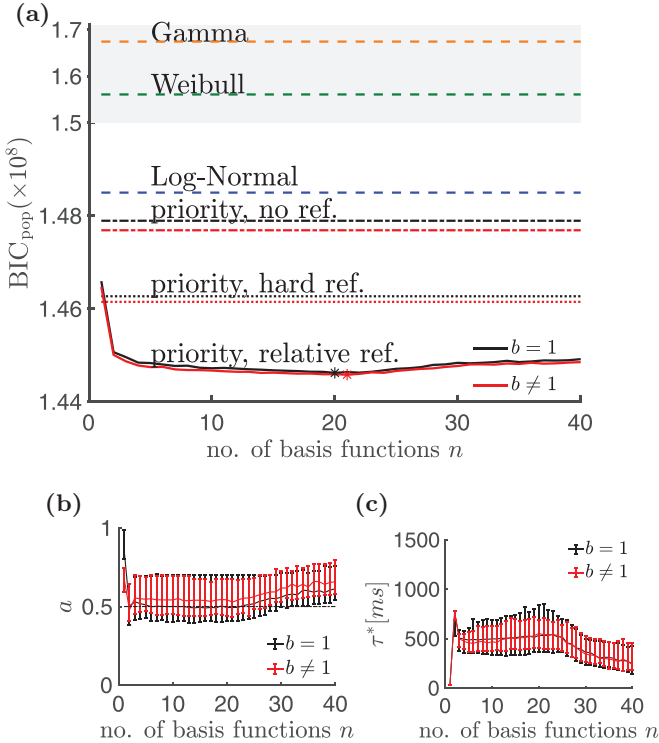 (a)
1.7
Gamma
1.6
Weibull
1.5
Log-Normal
1.48
priority, no ref.
1.46
priority, hard ref.
priority, relative ref.
b = 1
b ≠ 1
1.44
BIC_pop(×10^8)
0 10 20 30 40
no. of basis functions n
(b)
1
0.5
0
a
b = 1
b ≠ 1
0 10 20 30 40
no. of basis functions n
(c)
1500
1000
500
0
τ*[ms]
b = 1
b ≠ 1
0 10 20 30 40
no. of basis functions n